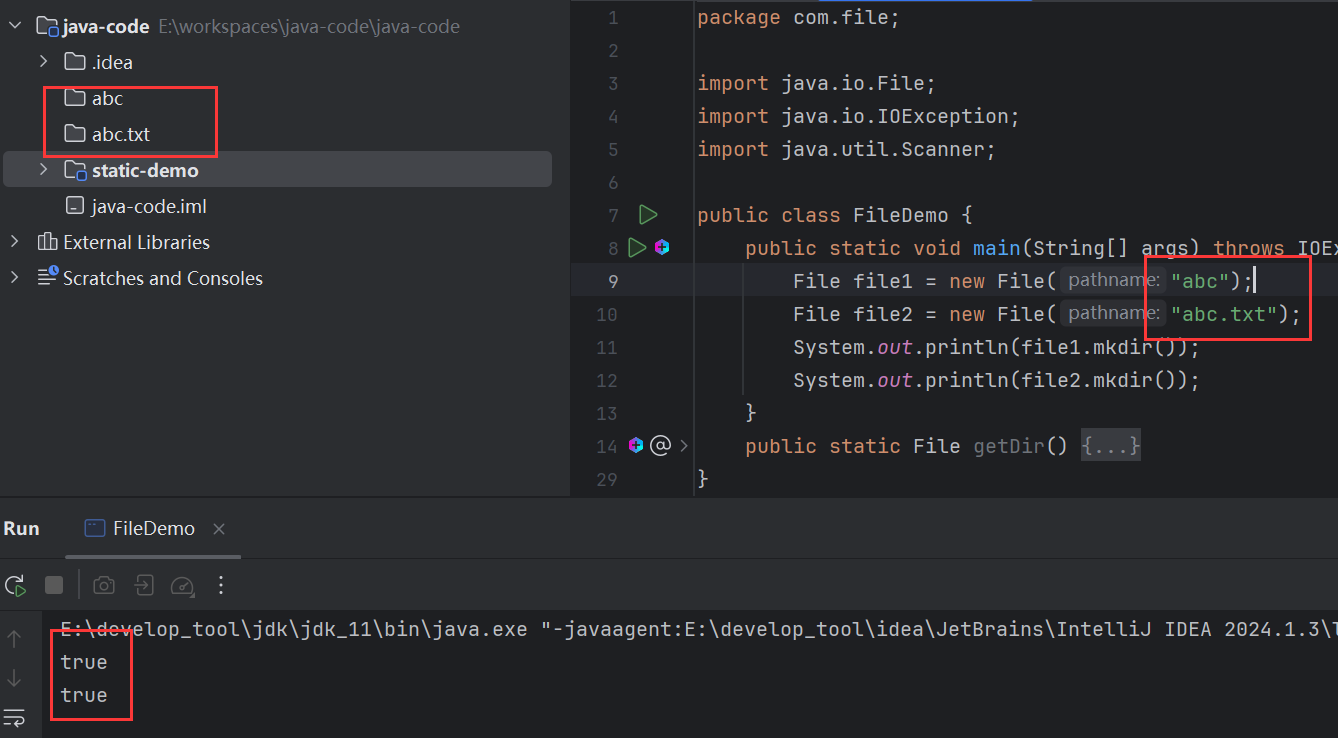 java-code E:\workspaces\java-code\java-code
.idea
abc
abc.txt
static-demo
java-code.iml
External Libraries
Scratches and Consoles
1 package com.file;
2
3 import java.io.File;
4 import java.io.IOException;
5 import java.util.Scanner;
6
7 public class FileDemo {
8 public static void main(String[] args) throws IOEx
9 File file1 = new File( pathname: "abc");
10 File file2 = new File( pathname: "abc.txt");
11 System.out.println(file1.mkdir());
12 System.out.println(file2.mkdir());
13 }
14 @ public static File getDir() {...}
29 }
Run FileDemo
E:\develop_tool\jdk\jdk_11\bin\java.exe "-javaagent:E:\develop_tool\idea\JetBrains\IntelliJ IDEA 2024.1.3\l
true
true